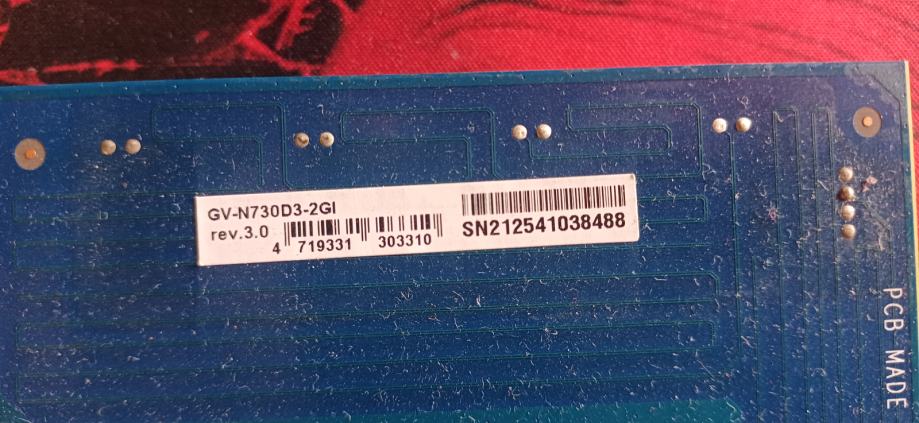 GV-N730D3-2GI
rev.3.0
4 719331 303310
SN212541038488
PCB MADE